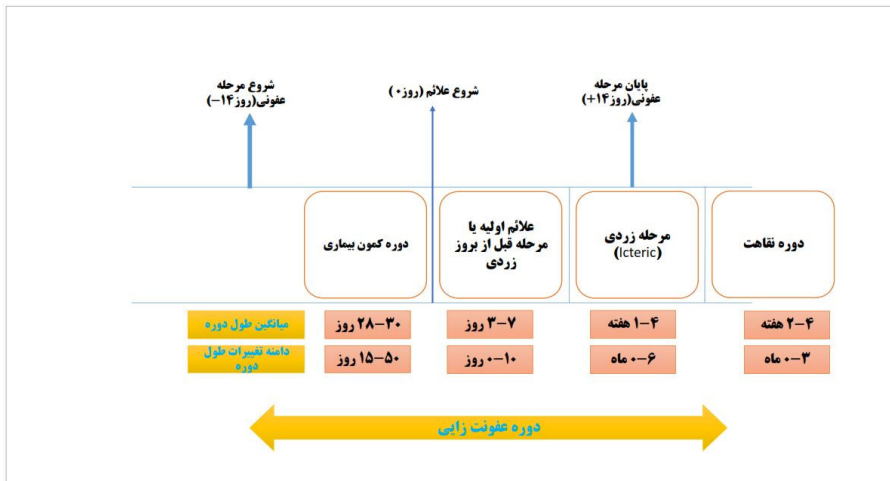 شروع مرحله
عفونی(روز۱۴–)
شروع علائم (روز۰)
پایان مرحله
عفونی(روز۱۴+)
دوره کمون بیماری
علائم اولیه یا
مرحله قبل از بروز
زردی
مرحله زردی
(Icteric)
دوره نقاهت
میانگین طول دوره
۲۸–۳۰ روز
۳–۷ روز
۱–۴ هفته
۲–۴ هفته
دامنه تغییرات طول
دوره
۱۵–۵۰ روز
۰–۱۰ روز
۰–۶ ماه
۰–۳ ماه
دوره عفونت زایی